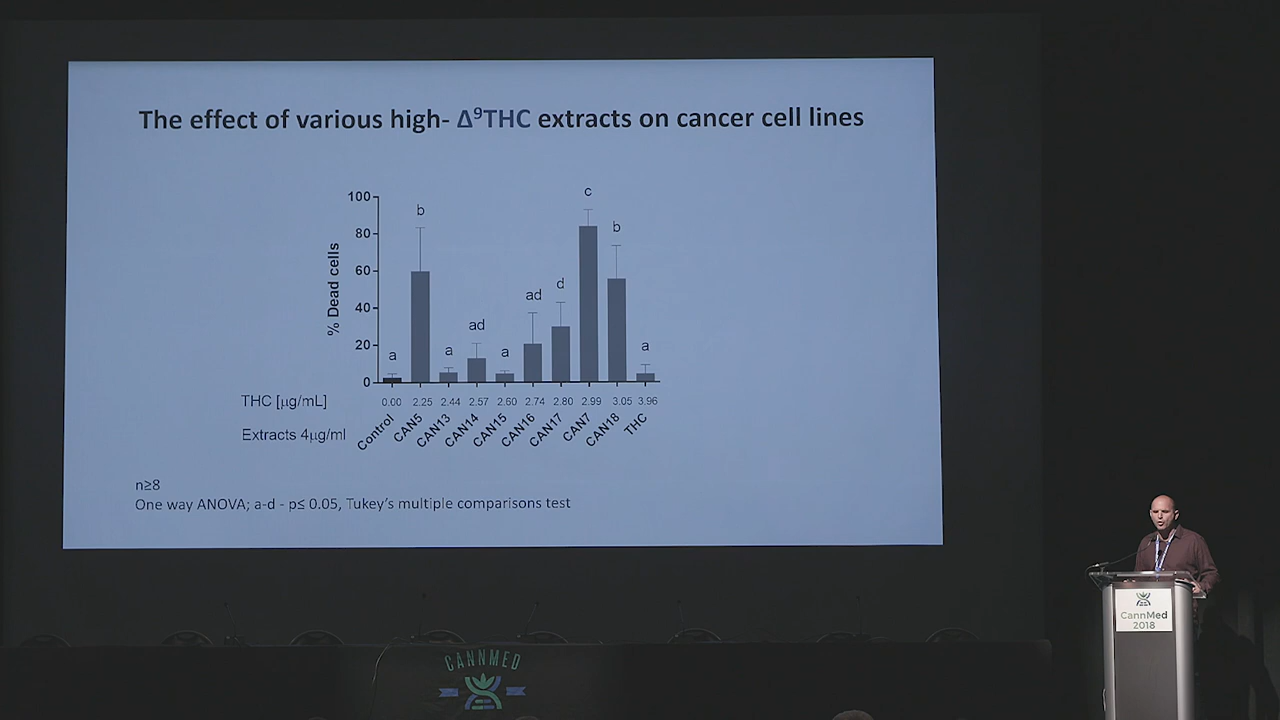 The effect of various high- Δ⁹THC extracts on cancer cell lines
% Dead cells
100
80
60
40
20
0
a b a ad a ad d c b a
THC [µg/mL] 0.00 2.25 2.44 2.57 2.60 2.74 2.80 2.99 3.05 3.96
Extracts 4µg/ml Control CAN5 CAN13 CAN14 CAN15 CAN16 CAN17 CAN7 CAN18 THC
n≥8
One way ANOVA; a-d - p≤ 0.05, Tukey's multiple comparisons test
CannMed
2018
CANNMED